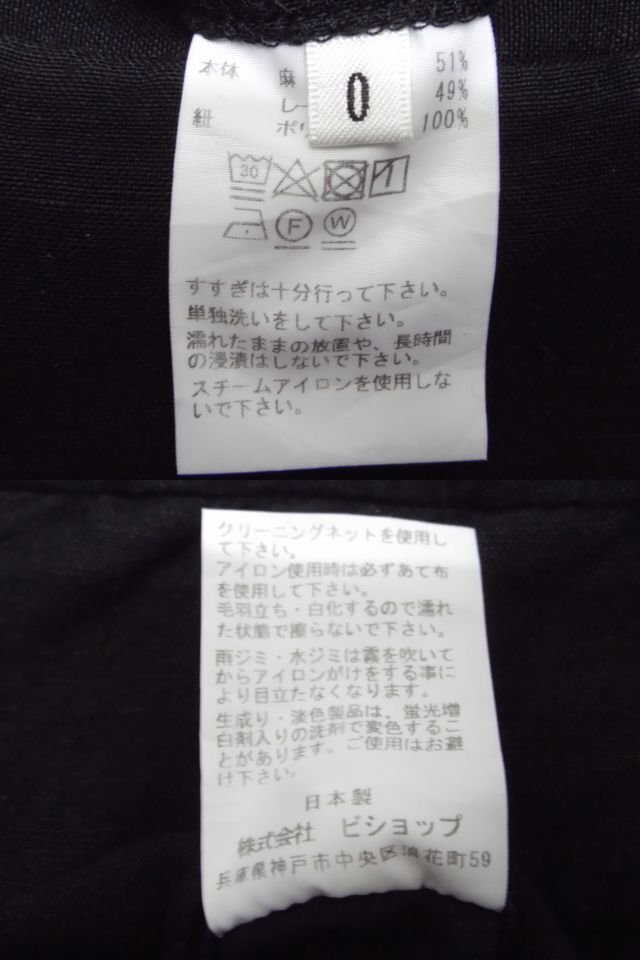 本体 麻 51%
レ 49%
紐 ポリ 100%
0
30
F W
すすぎは十分行って下さい。
単独洗いをして下さい。
濡れたままの放置や、長時間
の浸漬はしないで下さい。
スチームアイロンを使用しな
いで下さい。
クリーニングネットを使用し
て下さい。
アイロン使用時は必ずあて布
を使用して下さい。
毛羽立ち・白化するので濡れ
た状態で擦らないで下さい。
雨ジミ・水ジミは霧を吹いて
からアイロンがけをする事に
より目立たなくなります。
生成り・淡色製品は、蛍光増
白剤入りの洗剤で変色するこ
とがあります。ご使用はお避
け下さい。
日本製
株式会社 ビショップ
兵庫県神戸市中央区浪花町59